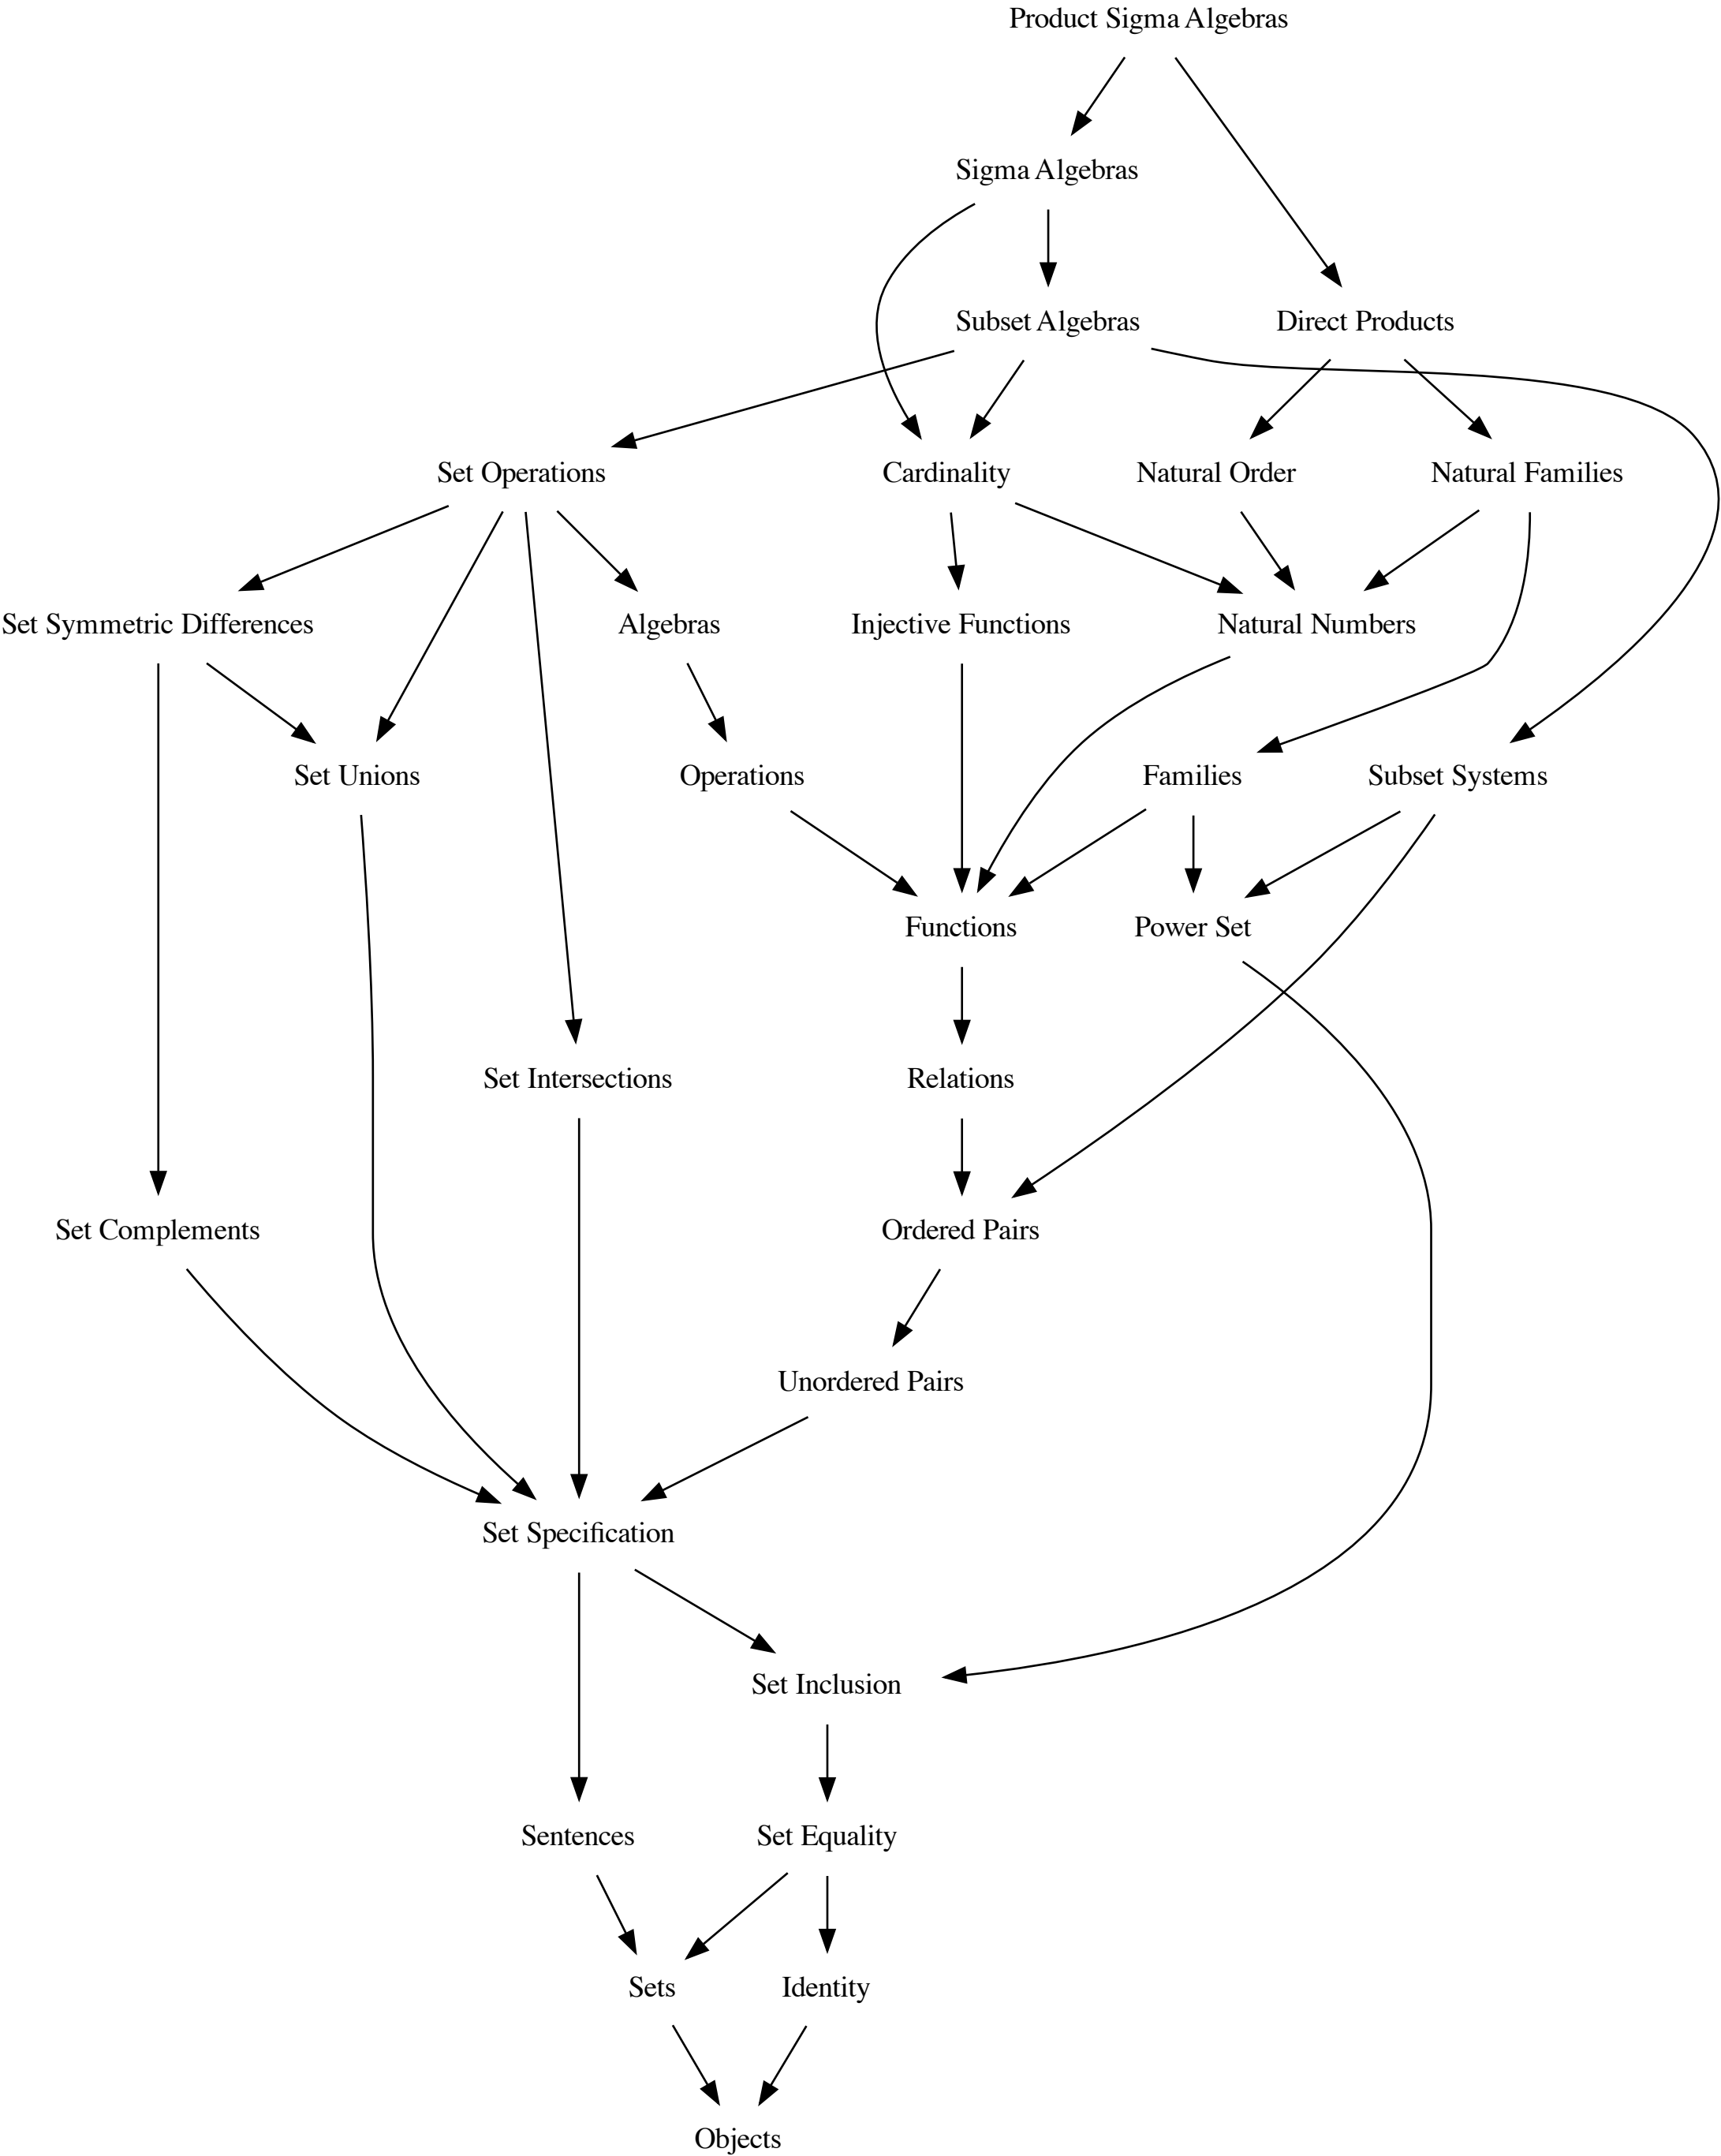 Product Sigma Algebras
Sigma Algebras
Subset Algebras
Direct Products
Set Operations
Cardinality
Natural Order
Natural Families
Set Symmetric Differences
Algebras
Injective Functions
Natural Numbers
Set Unions
Operations
Families
Subset Systems
Functions
Power Set
Set Intersections
Relations
Set Complements
Ordered Pairs
Unordered Pairs
Set Specification
Set Inclusion
Sentences
Set Equality
Sets
Identity
Objects